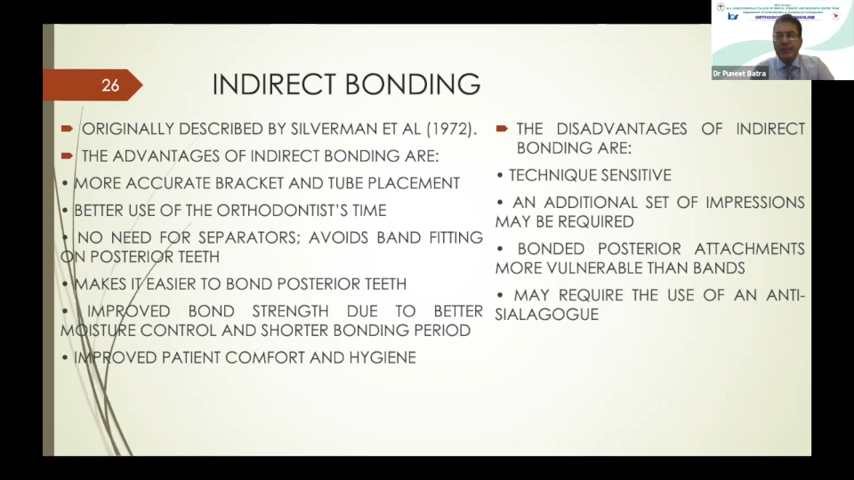 26
INDIRECT BONDING
ORIGINALLY DESCRIBED BY SILVERMAN ET AL (1972).
THE ADVANTAGES OF INDIRECT BONDING ARE:
• MORE ACCURATE BRACKET AND TUBE PLACEMENT
• BETTER USE OF THE ORTHODONTIST'S TIME
• NO NEED FOR SEPARATORS; AVOIDS BAND FITTING
ON POSTERIOR TEETH
• MAKES IT EASIER TO BOND POSTERIOR TEETH
• IMPROVED BOND STRENGTH DUE TO BETTER
MOISTURE CONTROL AND SHORTER BONDING PERIOD
• IMPROVED PATIENT COMFORT AND HYGIENE
THE DISADVANTAGES OF INDIRECT
BONDING ARE:
• TECHNIQUE SENSITIVE
• AN ADDITIONAL SET OF IMPRESSIONS
MAY BE REQUIRED
• BONDED POSTERIOR ATTACHMENTS
MORE VULNERABLE THAN BANDS
• MAY REQUIRE THE USE OF AN ANTI-
SIALAGOGUE
Dr Puneet Batra